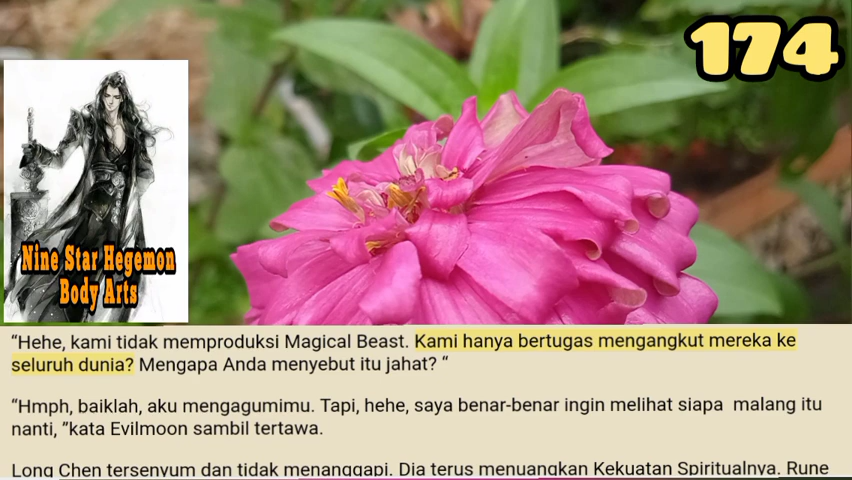 174
Nine Star Hegemon
Body Arts
“Hehe, kami tidak memproduksi Magical Beast. Kami hanya bertugas mengangkut mereka ke
seluruh dunia? Mengapa Anda menyebut itu jahat? “
“Hmph, baiklah, aku mengagumimu. Tapi, hehe, saya benar-benar ingin melihat siapa  malang itu
nanti, ”kata Evilmoon sambil tertawa.
Long Chen tersenyum dan tidak menanggapi. Dia terus menuangkan Kekuatan Spiritualnya. Rune